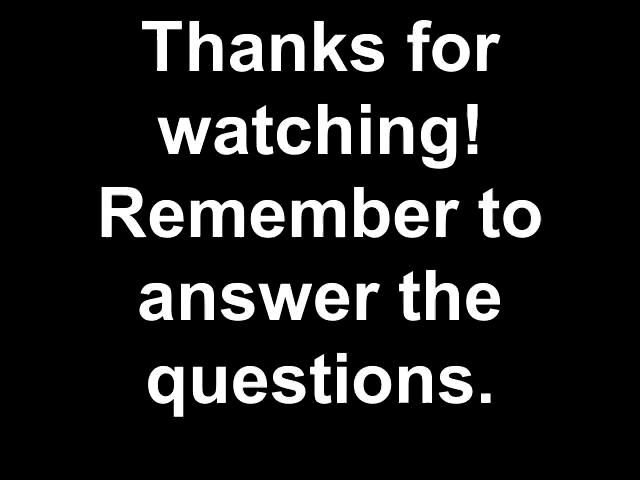 Thanks for
watching!
Remember to
answer the
questions.